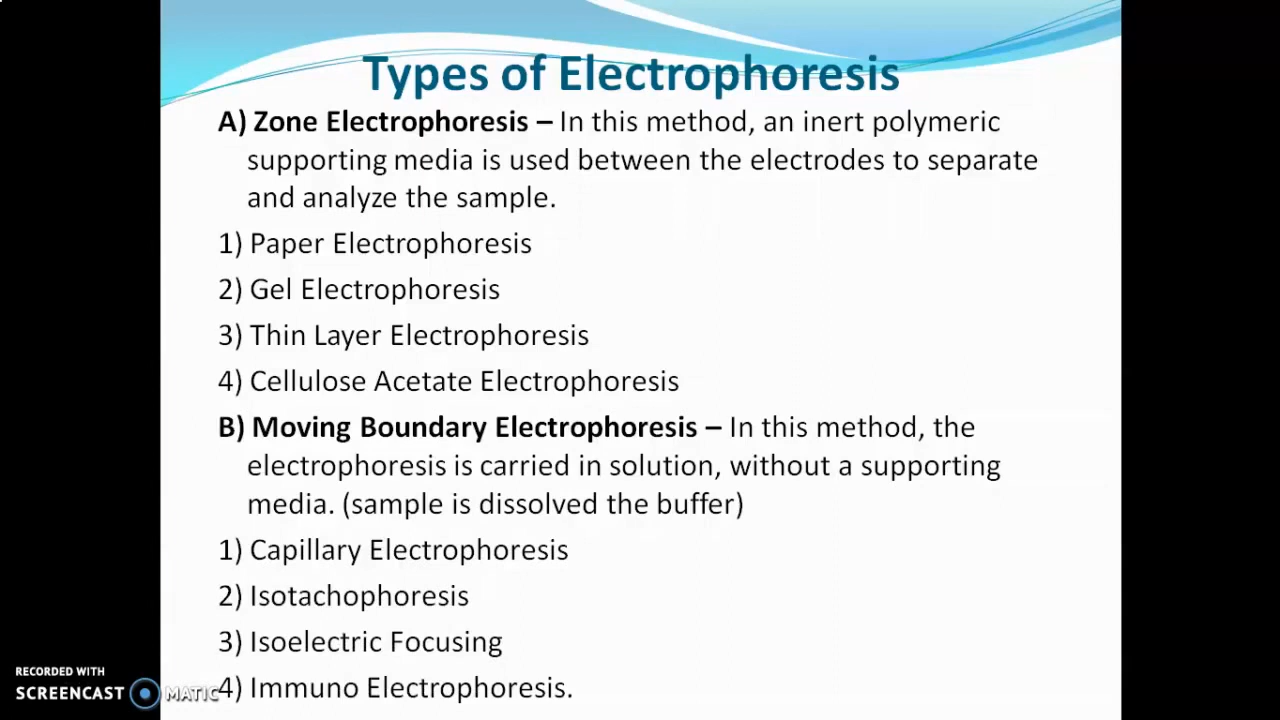 Types of Electrophoresis
A) Zone Electrophoresis – In this method, an inert polymeric
supporting media is used between the electrodes to separate
and analyze the sample.
1) Paper Electrophoresis
2) Gel Electrophoresis
3) Thin Layer Electrophoresis
4) Cellulose Acetate Electrophoresis
B) Moving Boundary Electrophoresis – In this method, the
electrophoresis is carried in solution, without a supporting
media. (sample is dissolved the buffer)
1) Capillary Electrophoresis
2) Isotachophoresis
3) Isoelectric Focusing
4) Immuno Electrophoresis.
RECORDED WITH
SCREENCAST MATIC